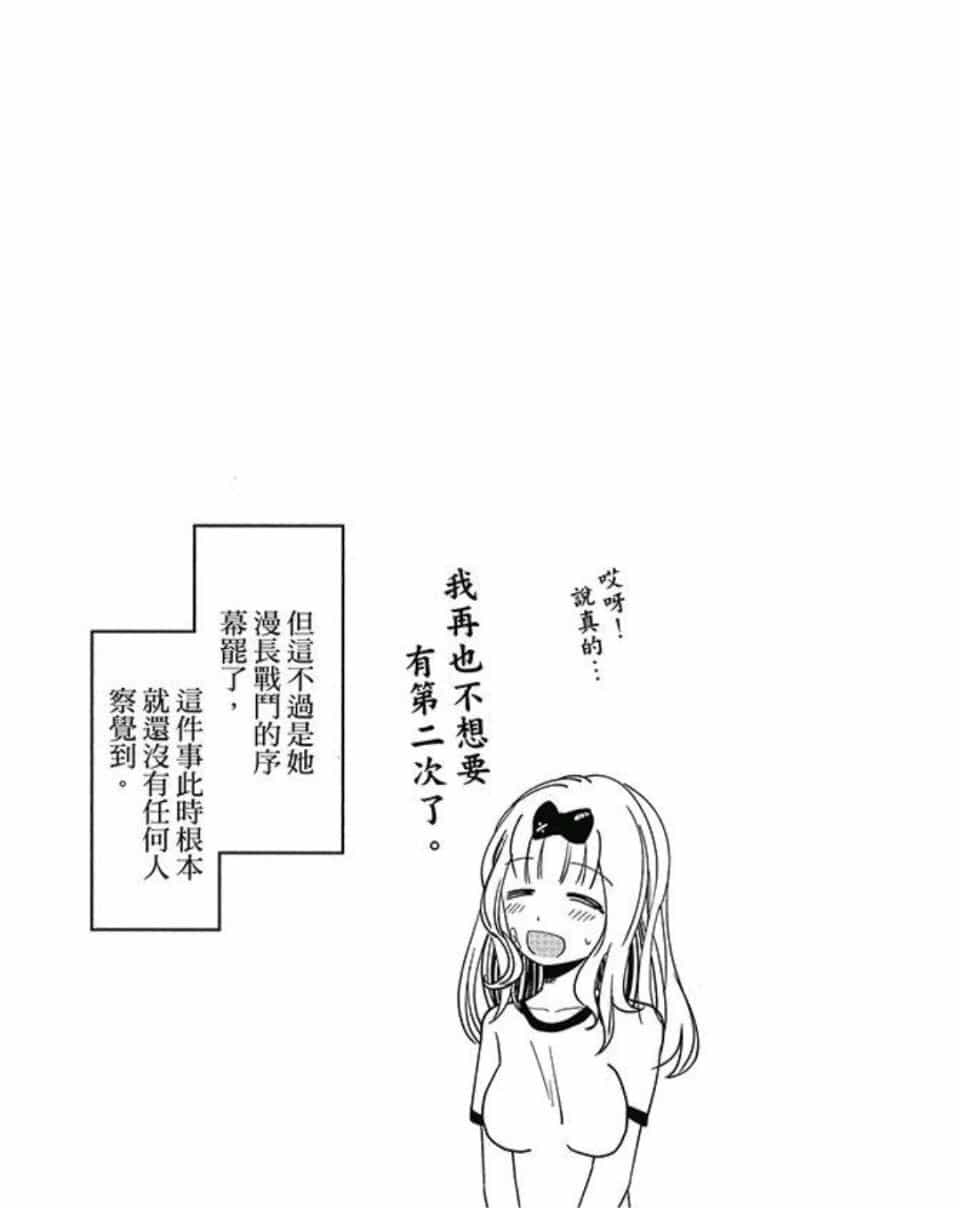 哎呀！
說真的…
我再也不想要
有第二次了。
但這不過是她
漫長戰鬥的序
幕罷了，
這件事此時根本
就還沒有任何人
察覺到。